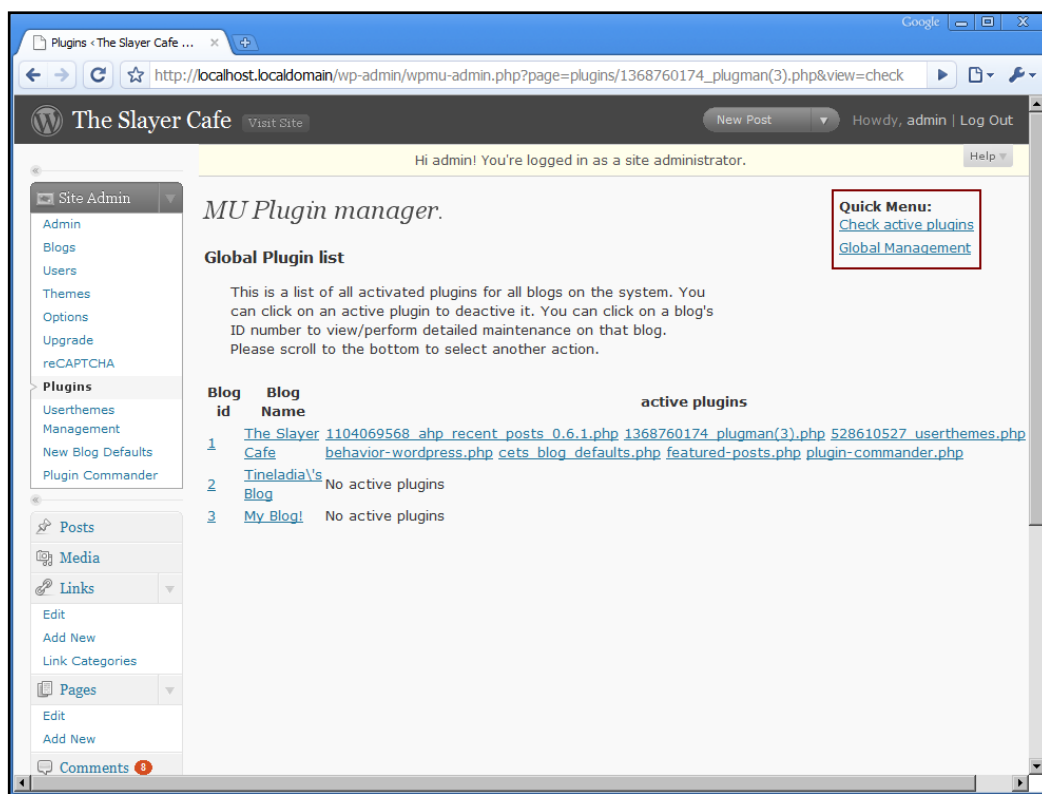 Google
Plugins ‹ The Slayer Cafe ...
http://localhost.localdomain/wp-admin/wpmu-admin.php?page=plugins/1368760174_plugman(3).php&view=check
The Slayer Cafe Visit Site New Post Howdy, admin | Log Out
Hi admin! You're logged in as a site administrator. Help
Site Admin
Admin
Blogs
Users
Themes
Options
Upgrade
reCAPTCHA
Plugins
Userthemes
Management
New Blog Defaults
Plugin Commander
Posts
Media
Links
Edit
Add New
Link Categories
Pages
Edit
Add New
Comments 8
MU Plugin manager.
Quick Menu:
Check active plugins
Global Management
Global Plugin list
This is a list of all activated plugins for all blogs on the system. You
can click on an active plugin to deactive it. You can click on a blog's
ID number to view/perform detailed maintenance on that blog.
Please scroll to the bottom to select another action.
Blog id Blog Name active plugins
1 The Slayer Cafe 1104069568_ahp_recent_posts_0.6.1.php 1368760174_plugman(3).php 528610527_userthemes.php
behavior-wordpress.php cets_blog_defaults.php featured-posts.php plugin-commander.php
2 Tineladia\'s Blog No active plugins
3 My Blog! No active plugins